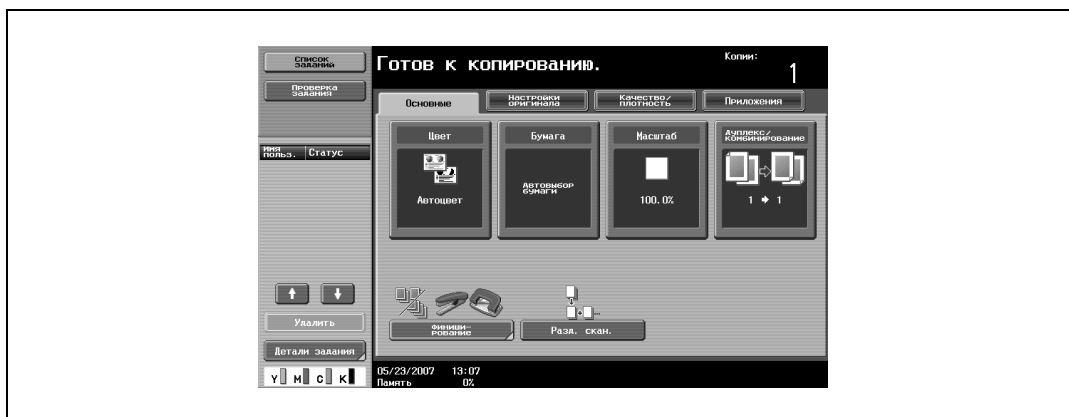 Список
заданий
Проверка
задания
Имя
польз.
Статус
Удалить
Детали задания
Y M C K
Готов к копированию.
Копии:
1
Основные
Настройки
оригинала
Качество/
плотность
Приложения
Цвет
Автоцвет
Бумага
Автовыбор
бумаги
Масштаб
100.0%
Дуплекс/
комбинирование
1 → 1
Финици-
рование
Разд. скан.
05/23/2007 13:07
Память 0%